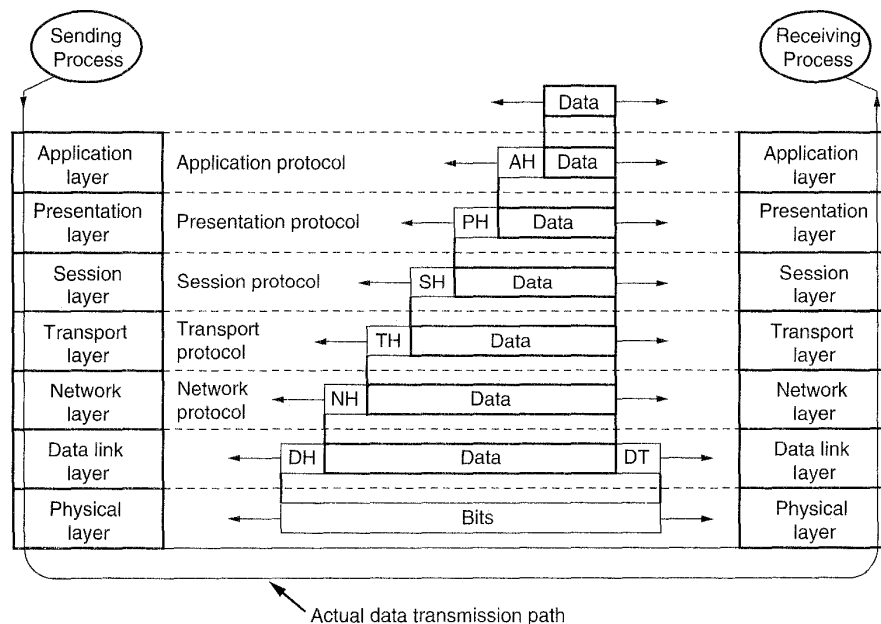 Sending
Process
Receiving
Process
Data
Application
layer
Application protocol
AH
Data
Application
layer
Presentation
layer
Presentation protocol
PH
Data
Presentation
layer
Session
layer
Session protocol
SH
Data
Session
layer
Transport
layer
Transport
protocol
TH
Data
Transport
layer
Network
layer
Network
protocol
NH
Data
Network
layer
Data link
layer
DH
Data
DT
Data link
layer
Physical
layer
Bits
Physical
layer
Actual data transmission path